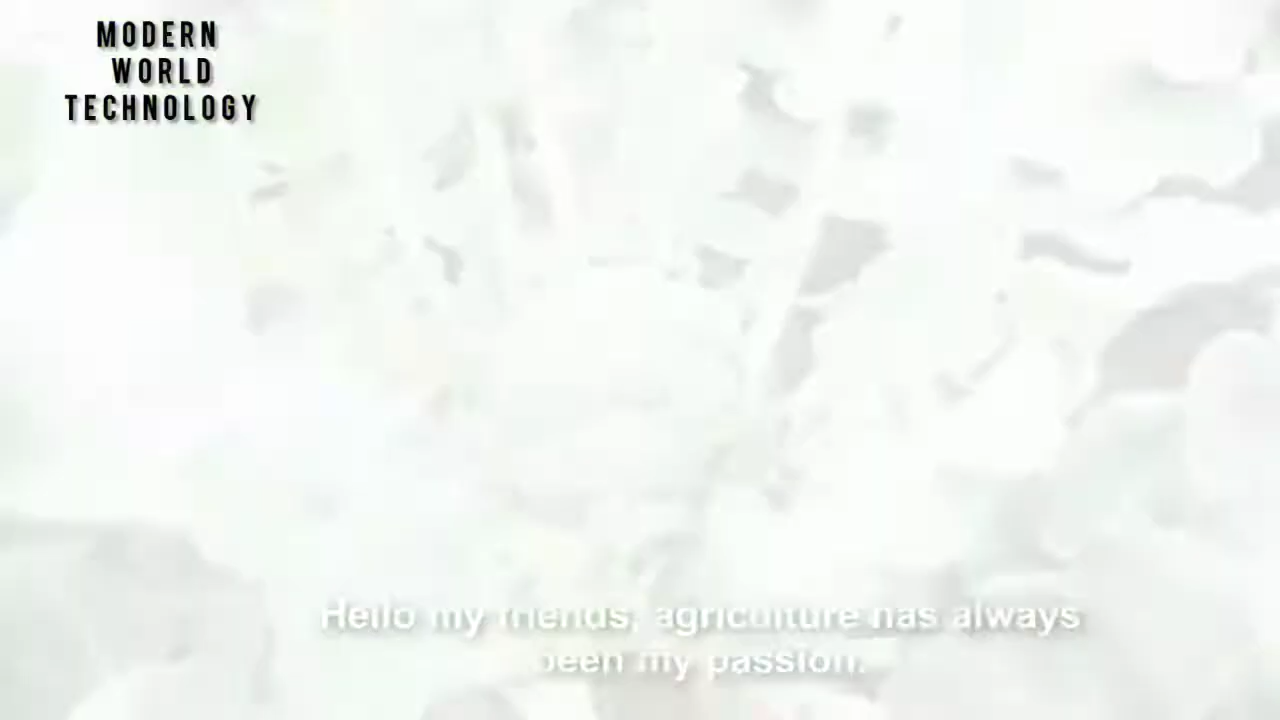 MODERN
WORLD
TECHNOLOGY
Hello my friends, agriculture has always
been my passion.